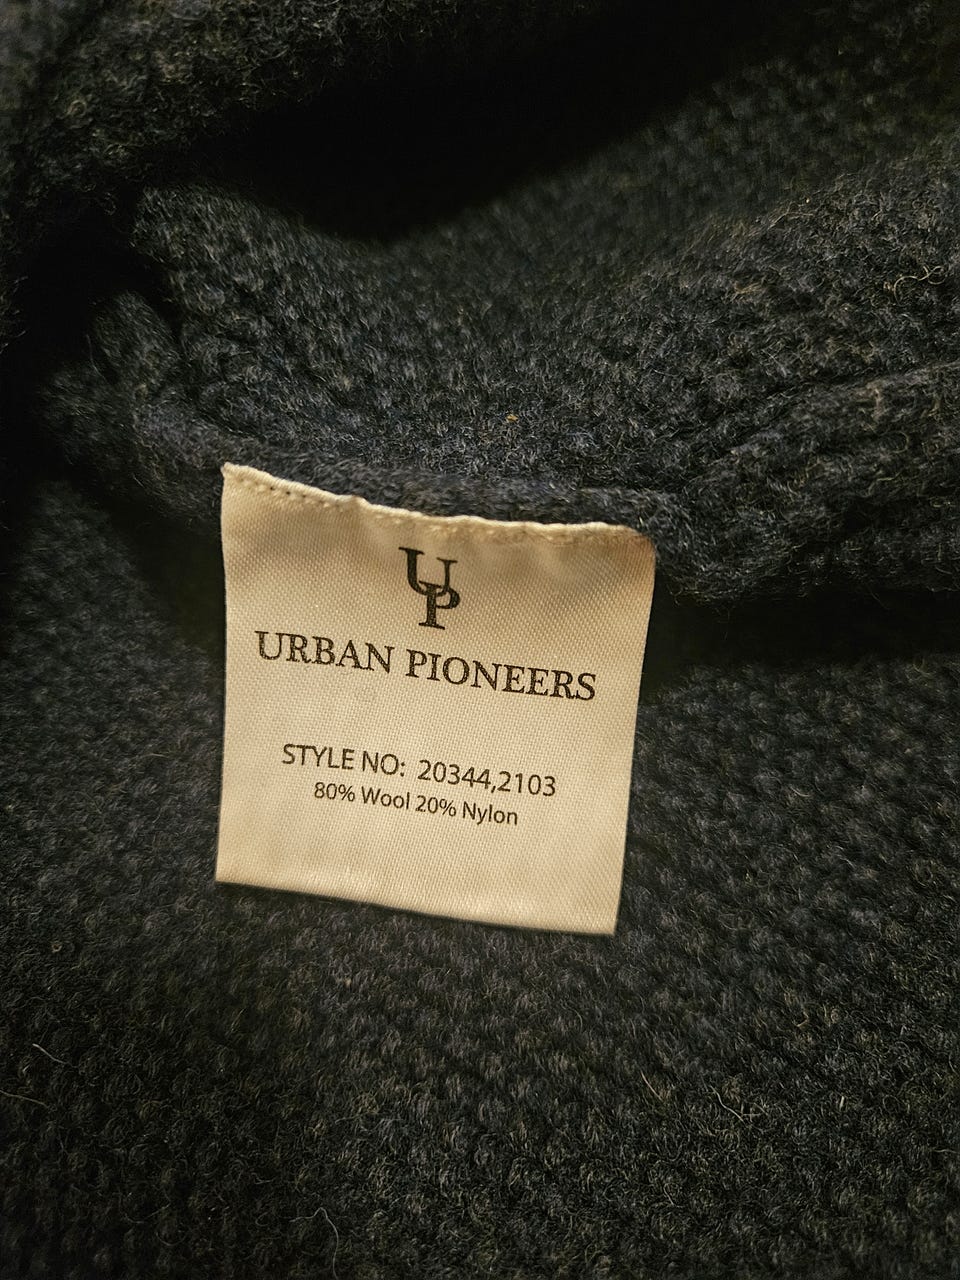 UP
URBAN PIONEERS
STYLE NO: 20344,2103
80% Wool 20% Nylon